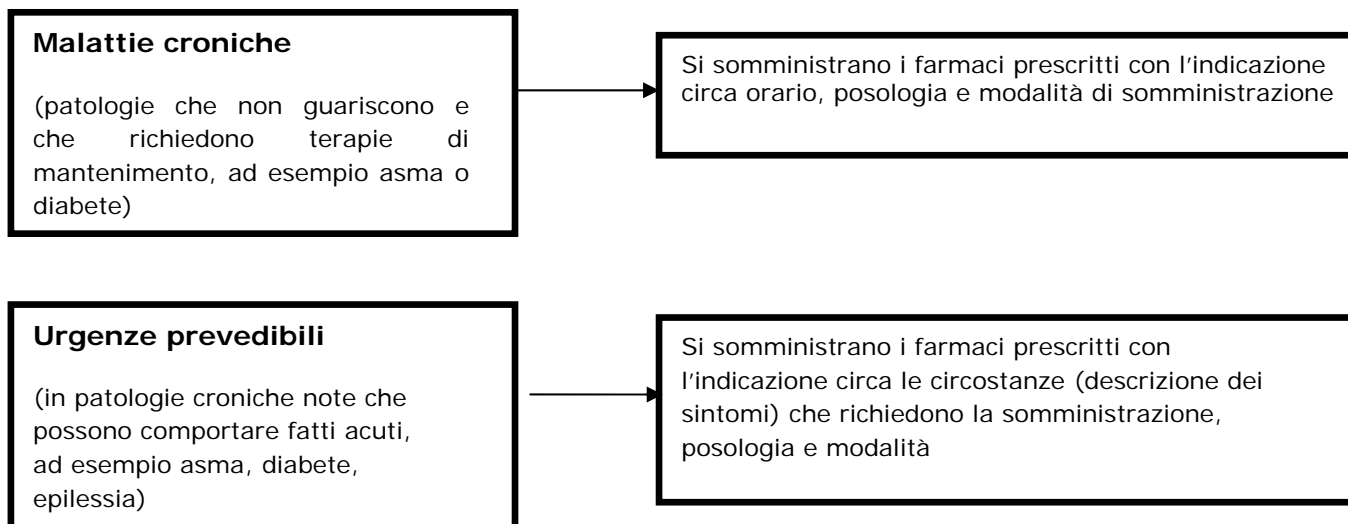 Malattie croniche
(patologie che non guariscono e
che richiedono terapie di
mantenimento, ad esempio asma o
diabete)
Si somministrano i farmaci prescritti con l'indicazione
circa orario, posologia e modalità di somministrazione
Urgenze prevedibili
(in patologie croniche note che
possono comportare fatti acuti,
ad esempio asma, diabete,
epilessia)
Si somministrano i farmaci prescritti con
l'indicazione circa le circostanze (descrizione dei
sintomi) che richiedono la somministrazione,
posologia e modalità